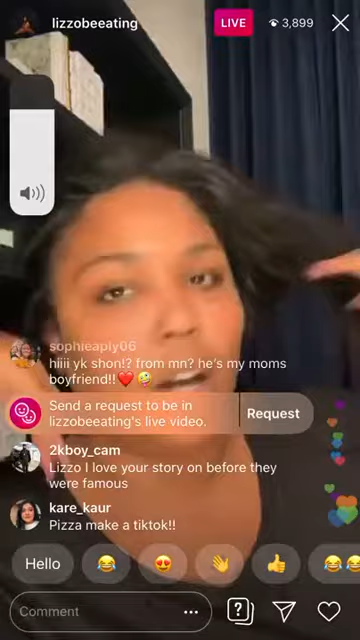 lizzobeeating
LIVE
3,899
sophieaply06
hiiii yk shon!? from mn? he's my moms
boyfriend!!❤️🤪
Send a request to be in
lizzobeeating's live video.
Request
2kboy_cam
Lizzo I love your story on before they
were famous
kare_kaur
Pizza make a tiktok!!
Hello 😂 😍 👋 👍 😂😂
Comment